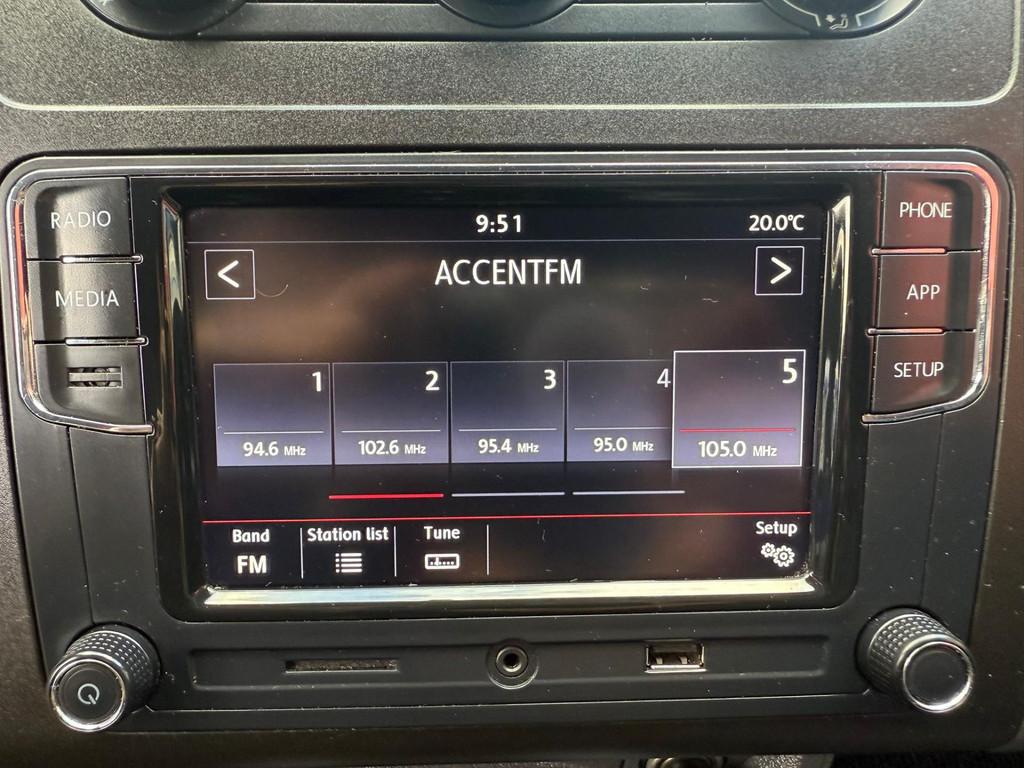 RADIO
MEDIA
PHONE
APP
SETUP
9:51
20.0°C
<
ACCENTFM
>
1
2
3
4
5
94.6 MHz
102.6 MHz
95.4 MHz
95.0 MHz
105.0 MHz
Band
FM
Station list
Tune
Setup